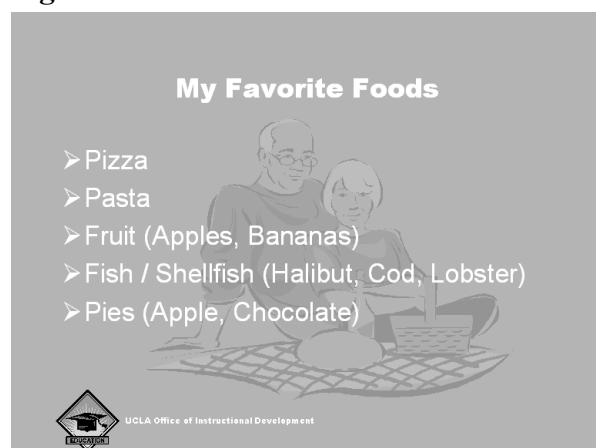 My Favorite Foods
➢Pizza
➢Pasta
➢Fruit (Apples, Bananas)
➢Fish / Shellfish (Halibut, Cod, Lobster)
➢Pies (Apple, Chocolate)
EDUCATION
UCLA Office of Instructional Development